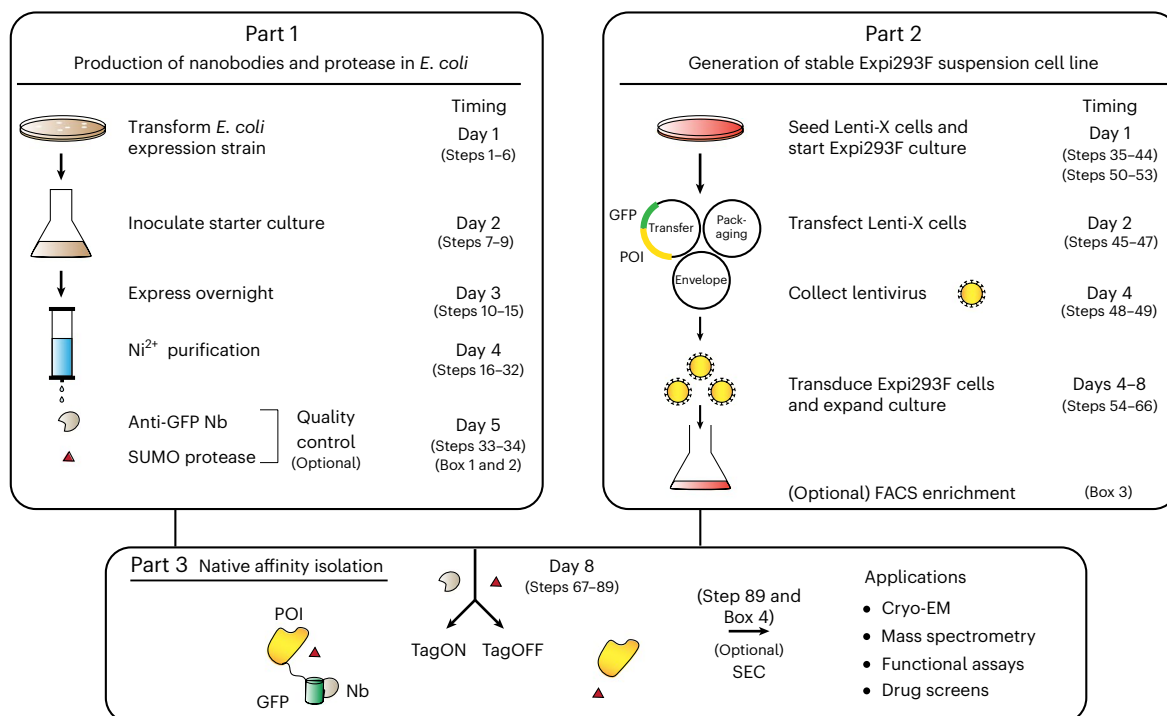 Part 1
Production of nanobodies and protease in E. coli
Timing
Transform E. coli
expression strain
Day 1
(Steps 1–6)
Inoculate starter culture
Day 2
(Steps 7–9)
Express overnight
Day 3
(Steps 10–15)
Ni²⁺ purification
Day 4
(Steps 16–32)
Anti-GFP Nb
SUMO protease
Quality
control
(Optional)
Day 5
(Steps 33–34)
(Box 1 and 2)
Part 2
Generation of stable Expi293F suspension cell line
Timing
Seed Lenti-X cells and
start Expi293F culture
Day 1
(Steps 35–44)
(Steps 50–53)
GFP
POI
Transfer
Pack-
aging
Envelope
Transfect Lenti-X cells
Day 2
(Steps 45–47)
Collect lentivirus
Day 4
(Steps 48–49)
Transduce Expi293F cells
and expand culture
Days 4–8
(Steps 54–66)
(Optional) FACS enrichment
(Box 3)
Part 3 Native affinity isolation
POI
GFP
Nb
Day 8
(Steps 67–89)
TagON
TagOFF
(Step 89 and
Box 4)
(Optional)
SEC
Applications
• Cryo-EM
• Mass spectrometry
• Functional assays
• Drug screens